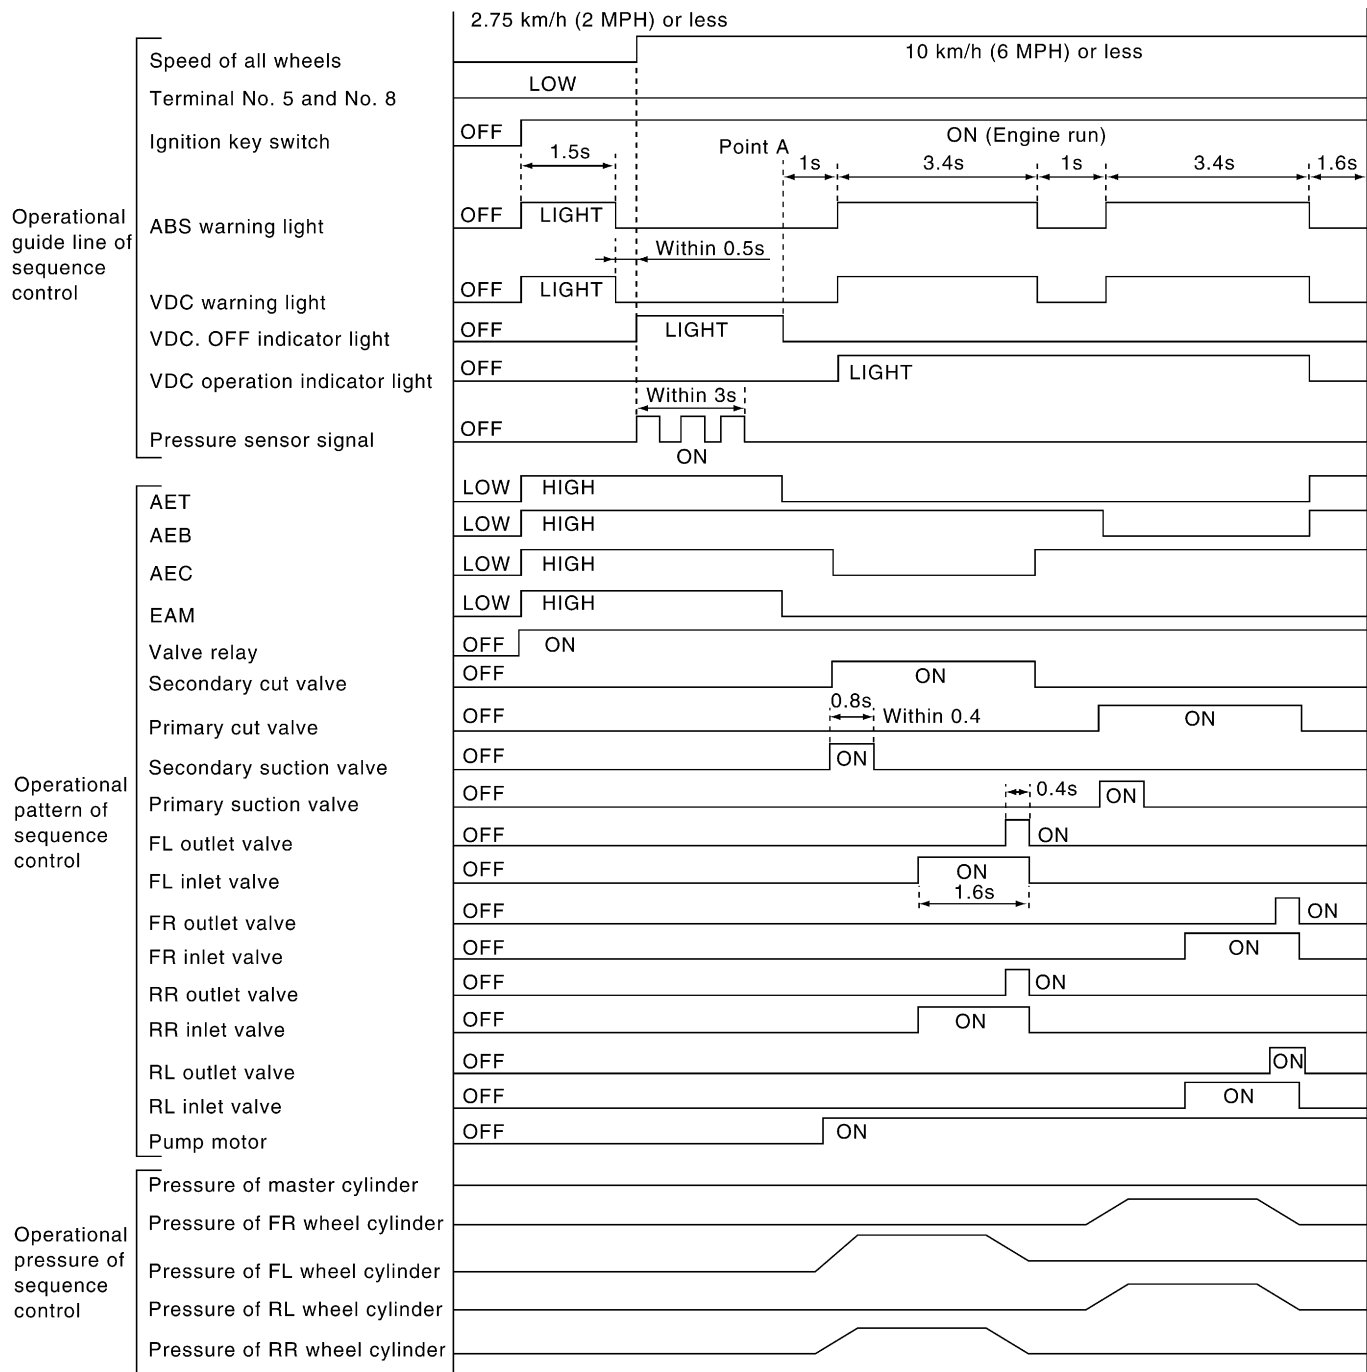 2.75 km/h (2 MPH) or less
Speed of all wheels
10 km/h (6 MPH) or less
Terminal No. 5 and No. 8
LOW
Ignition key switch
OFF
ON (Engine run)
1.5s
Point A
1s
3.4s
1s
3.4s
1.6s
Operational
guide line of
sequence
control
ABS warning light
OFF
LIGHT
Within 0.5s
VDC warning light
OFF
LIGHT
VDC. OFF indicator light
OFF
LIGHT
VDC operation indicator light
OFF
LIGHT
Within 3s
Pressure sensor signal
OFF
ON
AET
LOW
HIGH
AEB
LOW
HIGH
AEC
LOW
HIGH
EAM
LOW
HIGH
Valve relay
OFF
ON
Secondary cut valve
OFF
ON
0.8s
Within 0.4
Primary cut valve
OFF
ON
Secondary suction valve
OFF
ON
Operational
pattern of
sequence
control
Primary suction valve
OFF
0.4s
ON
FL outlet valve
OFF
ON
FL inlet valve
OFF
ON
1.6s
FR outlet valve
OFF
ON
FR inlet valve
OFF
ON
RR outlet valve
OFF
ON
RR inlet valve
OFF
ON
RL outlet valve
OFF
ON
RL inlet valve
OFF
ON
Pump motor
OFF
ON
Operational
pressure of
sequence
control
Pressure of master cylinder
Pressure of FR wheel cylinder
Pressure of FL wheel cylinder
Pressure of RL wheel cylinder
Pressure of RR wheel cylinder